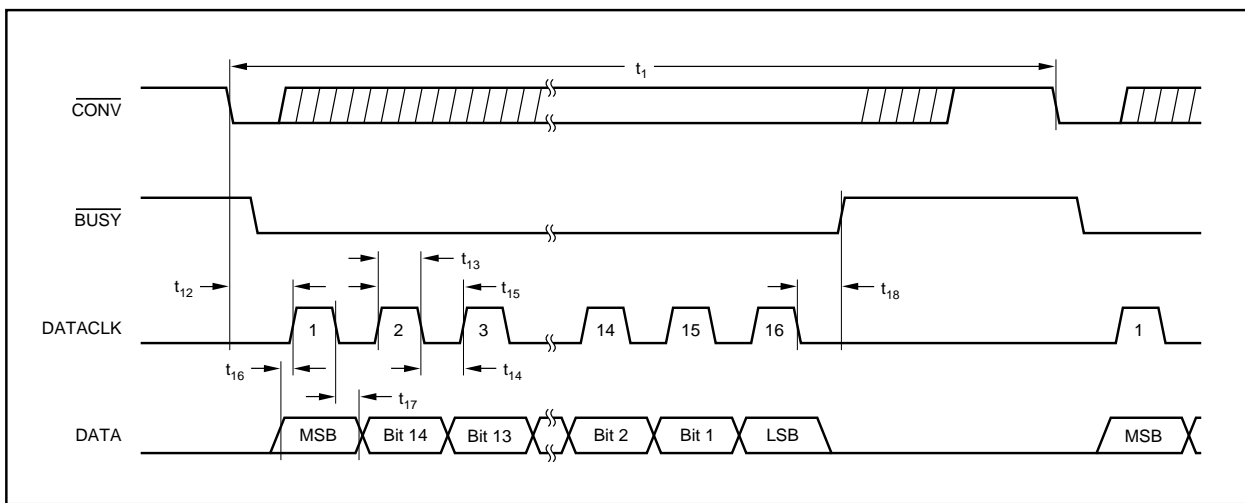 t1
CONV
BUSY
t13
t12
t15
t18
DATACLK
1
2
3
14
15
16
1
t16
t14
t17
DATA
MSB
Bit 14
Bit 13
Bit 2
Bit 1
LSB
MSB